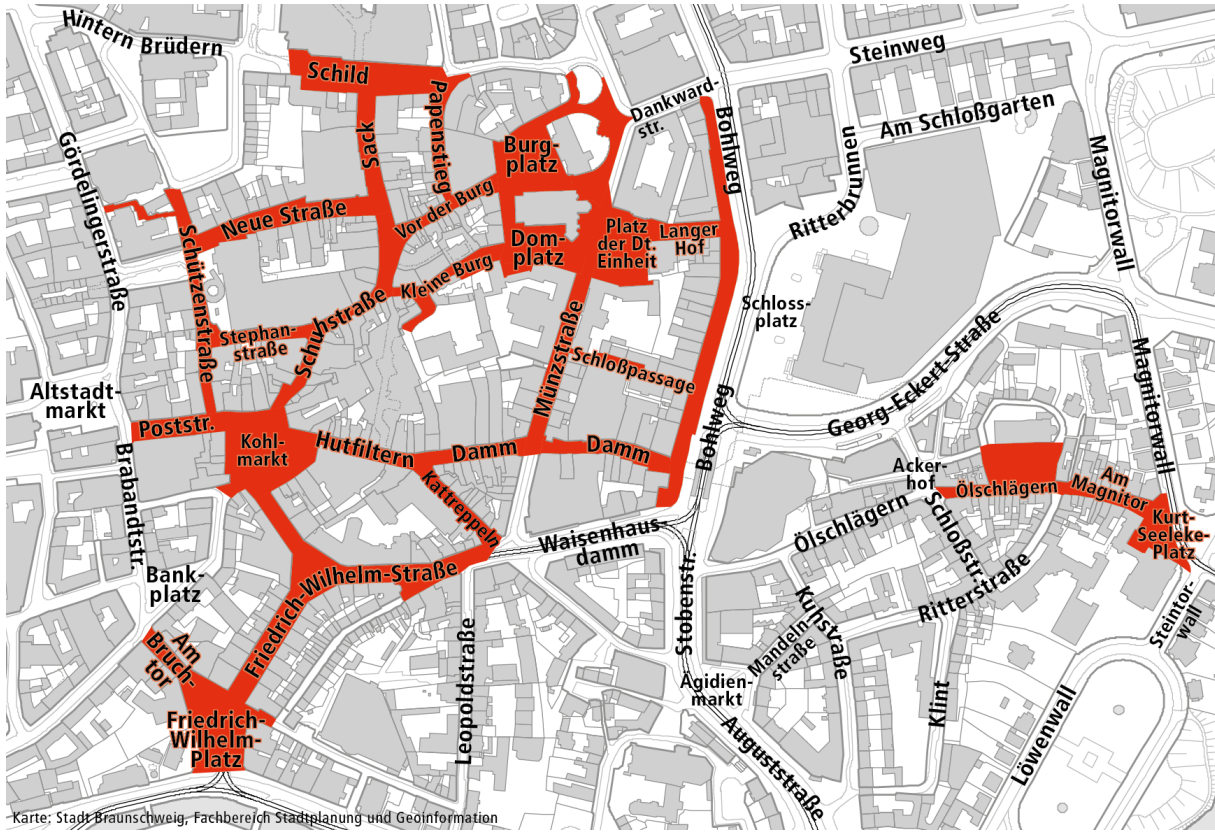 Hintern Brüdern
Steinweg
Schild
Papenstieg
Dankward-
str.
Bohlweg
Am Schloßgarten
Sack
Burg-
platz
Ritterbrunnen
Magnitorwall
Gördelingerstraße
Neue Straße
Vor der Burg
Platz
der Dt.
Einheit
Langer
Hof
Dom-
platz
Schützenstraße
Kleine Burg
Schloss-
platz
Stephan-
straße
Schuhstraße
Münzstraße
Schloßpassage
Georg-Eckert-Straße
Magnitorwall
Altstadt-
markt
Poststr.
Kohl-
markt
Hutfiltern
Damm
Damm
Bohlweg
Brabandtstr.
Kattreppeln
Acker-
hof
Ölschlägern
Am
Magnitor
Ölschlägern
Schloßstr.
Kurt-
Seeleke-
Platz
Waisenhaus-
damm
Bank-
platz
Friedrich-Wilhelm-Straße
Stobenstr.
Kuhstraße
Ritterstraße
Steintor-
wall
Am
Bruch-
tor
Mandeln-
straße
Leopoldstraße
Ägidien-
markt
Klint
Löwenwall
Friedrich-
Wilhelm-
Platz
Auguststraße
Karte: Stadt Braunschweig, Fachbereich Stadtplanung und Geoinformation